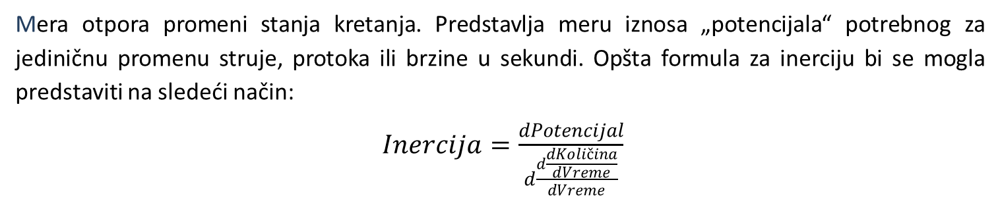 Mera otpora promeni stanja kretanja. Predstavlja meru iznosa „potencijala“ potrebnog za
jediničnu promenu struje, protoka ili brzine u sekundi. Opšta formula za inerciju bi se mogla
predstaviti na sledeći način:
Inercija = \frac{dPotencijal}{d\frac{d\frac{dKoličina}{dVreme}}{dVreme}}